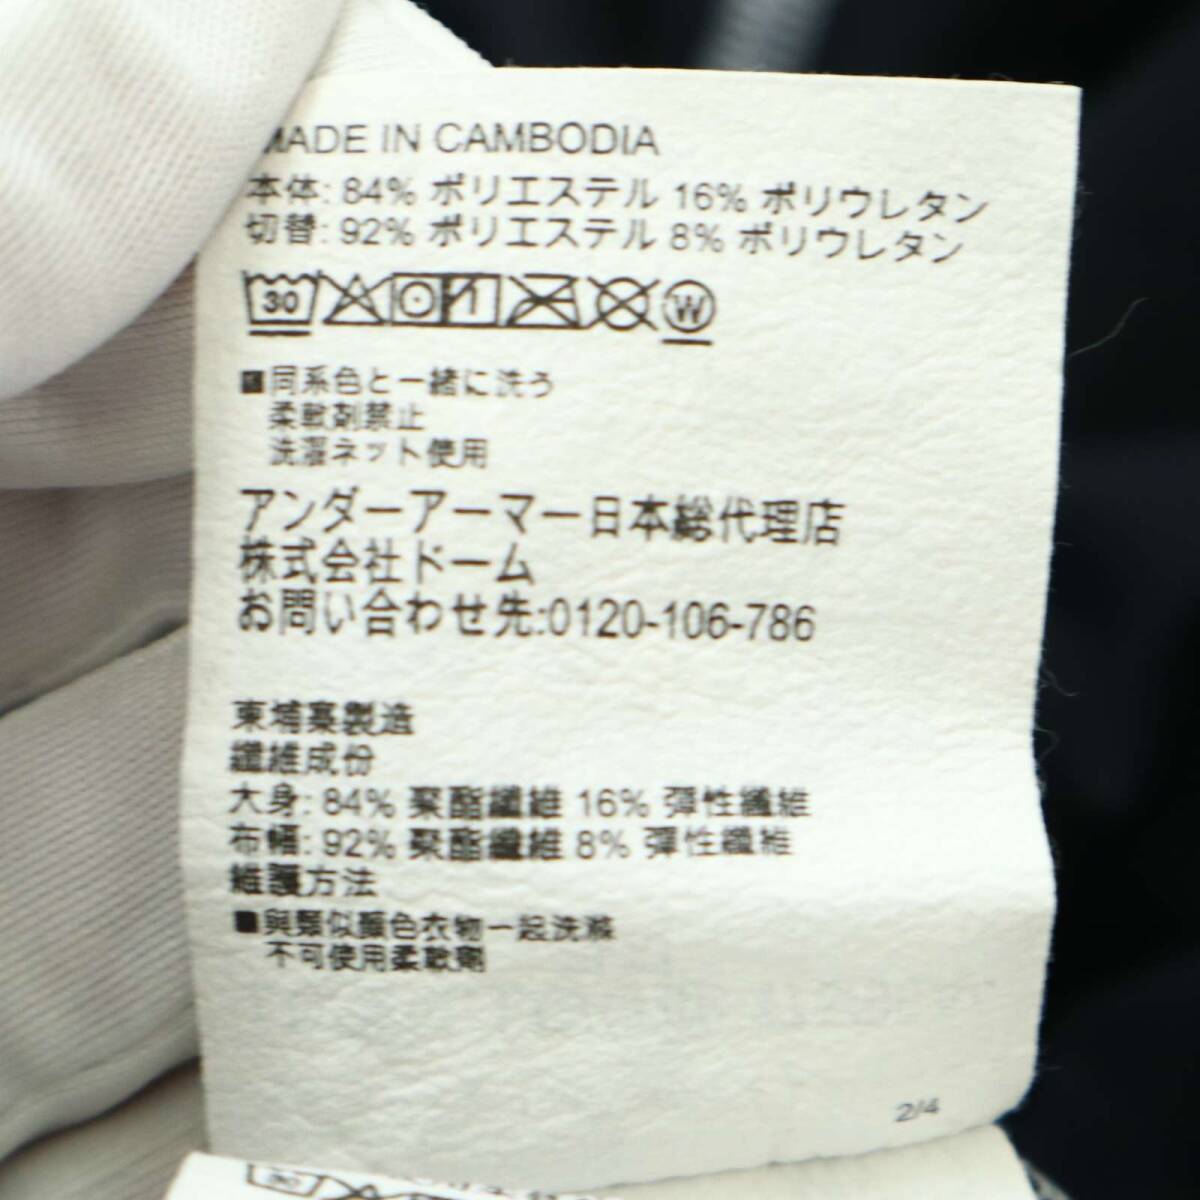 MADE IN CAMBODIA
本体: 84% ポリエステル 16% ポリウレタン
切替: 92% ポリエステル 8% ポリウレタン
30 W
■同系色と一緒に洗う
柔軟剤禁止
洗濯ネット使用
アンダーアーマー日本総代理店
株式会社ドーム
お問い合わせ先:0120-106-786
柬埔寨製造
纖維成份
大身: 84% 聚酯纖維 16% 彈性纖維
布幅: 92% 聚酯纖維 8% 彈性纖維
維護方法
■與類似顏色衣物一起洗滌
不可使用柔軟劑
2/4
30